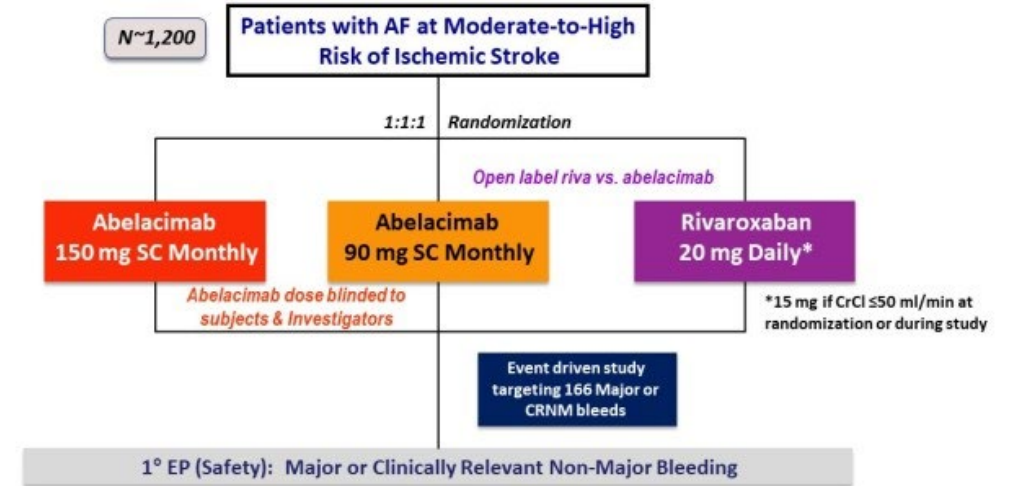 N~1,200
Patients with AF at Moderate-to-High
Risk of Ischemic Stroke
1:1:1 Randomization
Open label riva vs. abelacimab
Abelacimab
150 mg SC Monthly
Abelacimab
90 mg SC Monthly
Rivaroxaban
20 mg Daily*
Abelacimab dose blinded to
subjects & Investigators
*15 mg if CrCl ≤50 ml/min at
randomization or during study
Event driven study
targeting 166 Major or
CRNM bleeds
1° EP (Safety): Major or Clinically Relevant Non-Major Bleeding